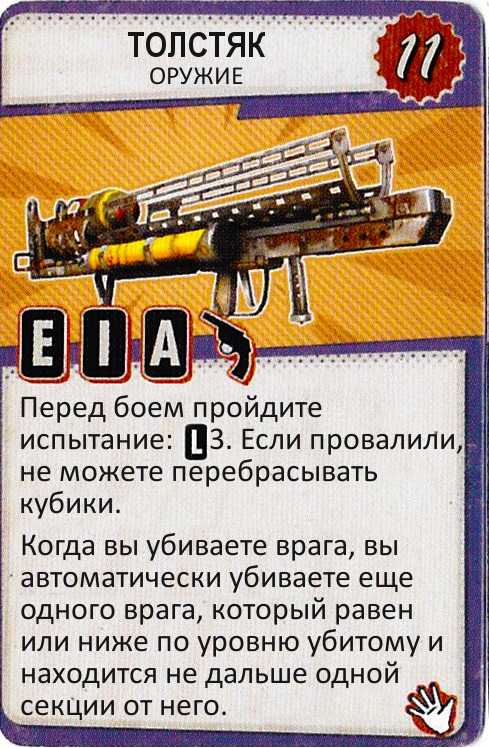 ТОЛСТЯК
ОРУЖИЕ
11
E I A
Перед боем пройдите
испытание: L3. Если провалили,
не можете перебрасывать
кубики.
Когда вы убиваете врага, вы
автоматически убиваете еще
одного врага, который равен
или ниже по уровню убитому и
находится не дальше одной
секции от него.